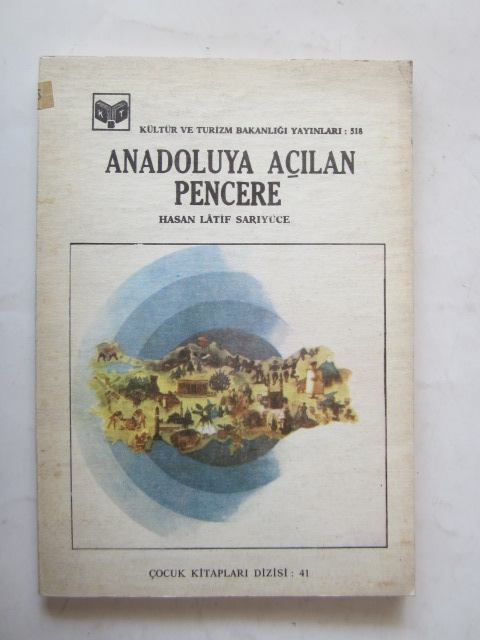 K T
KÜLTÜR VE TURİZM BAKANLIĞI YAYINLARI : 518
ANADOLUYA AÇILAN
PENCERE
HASAN LÂTİF SARIYÜCE
ÇOCUK KİTAPLARI DİZİSİ : 41